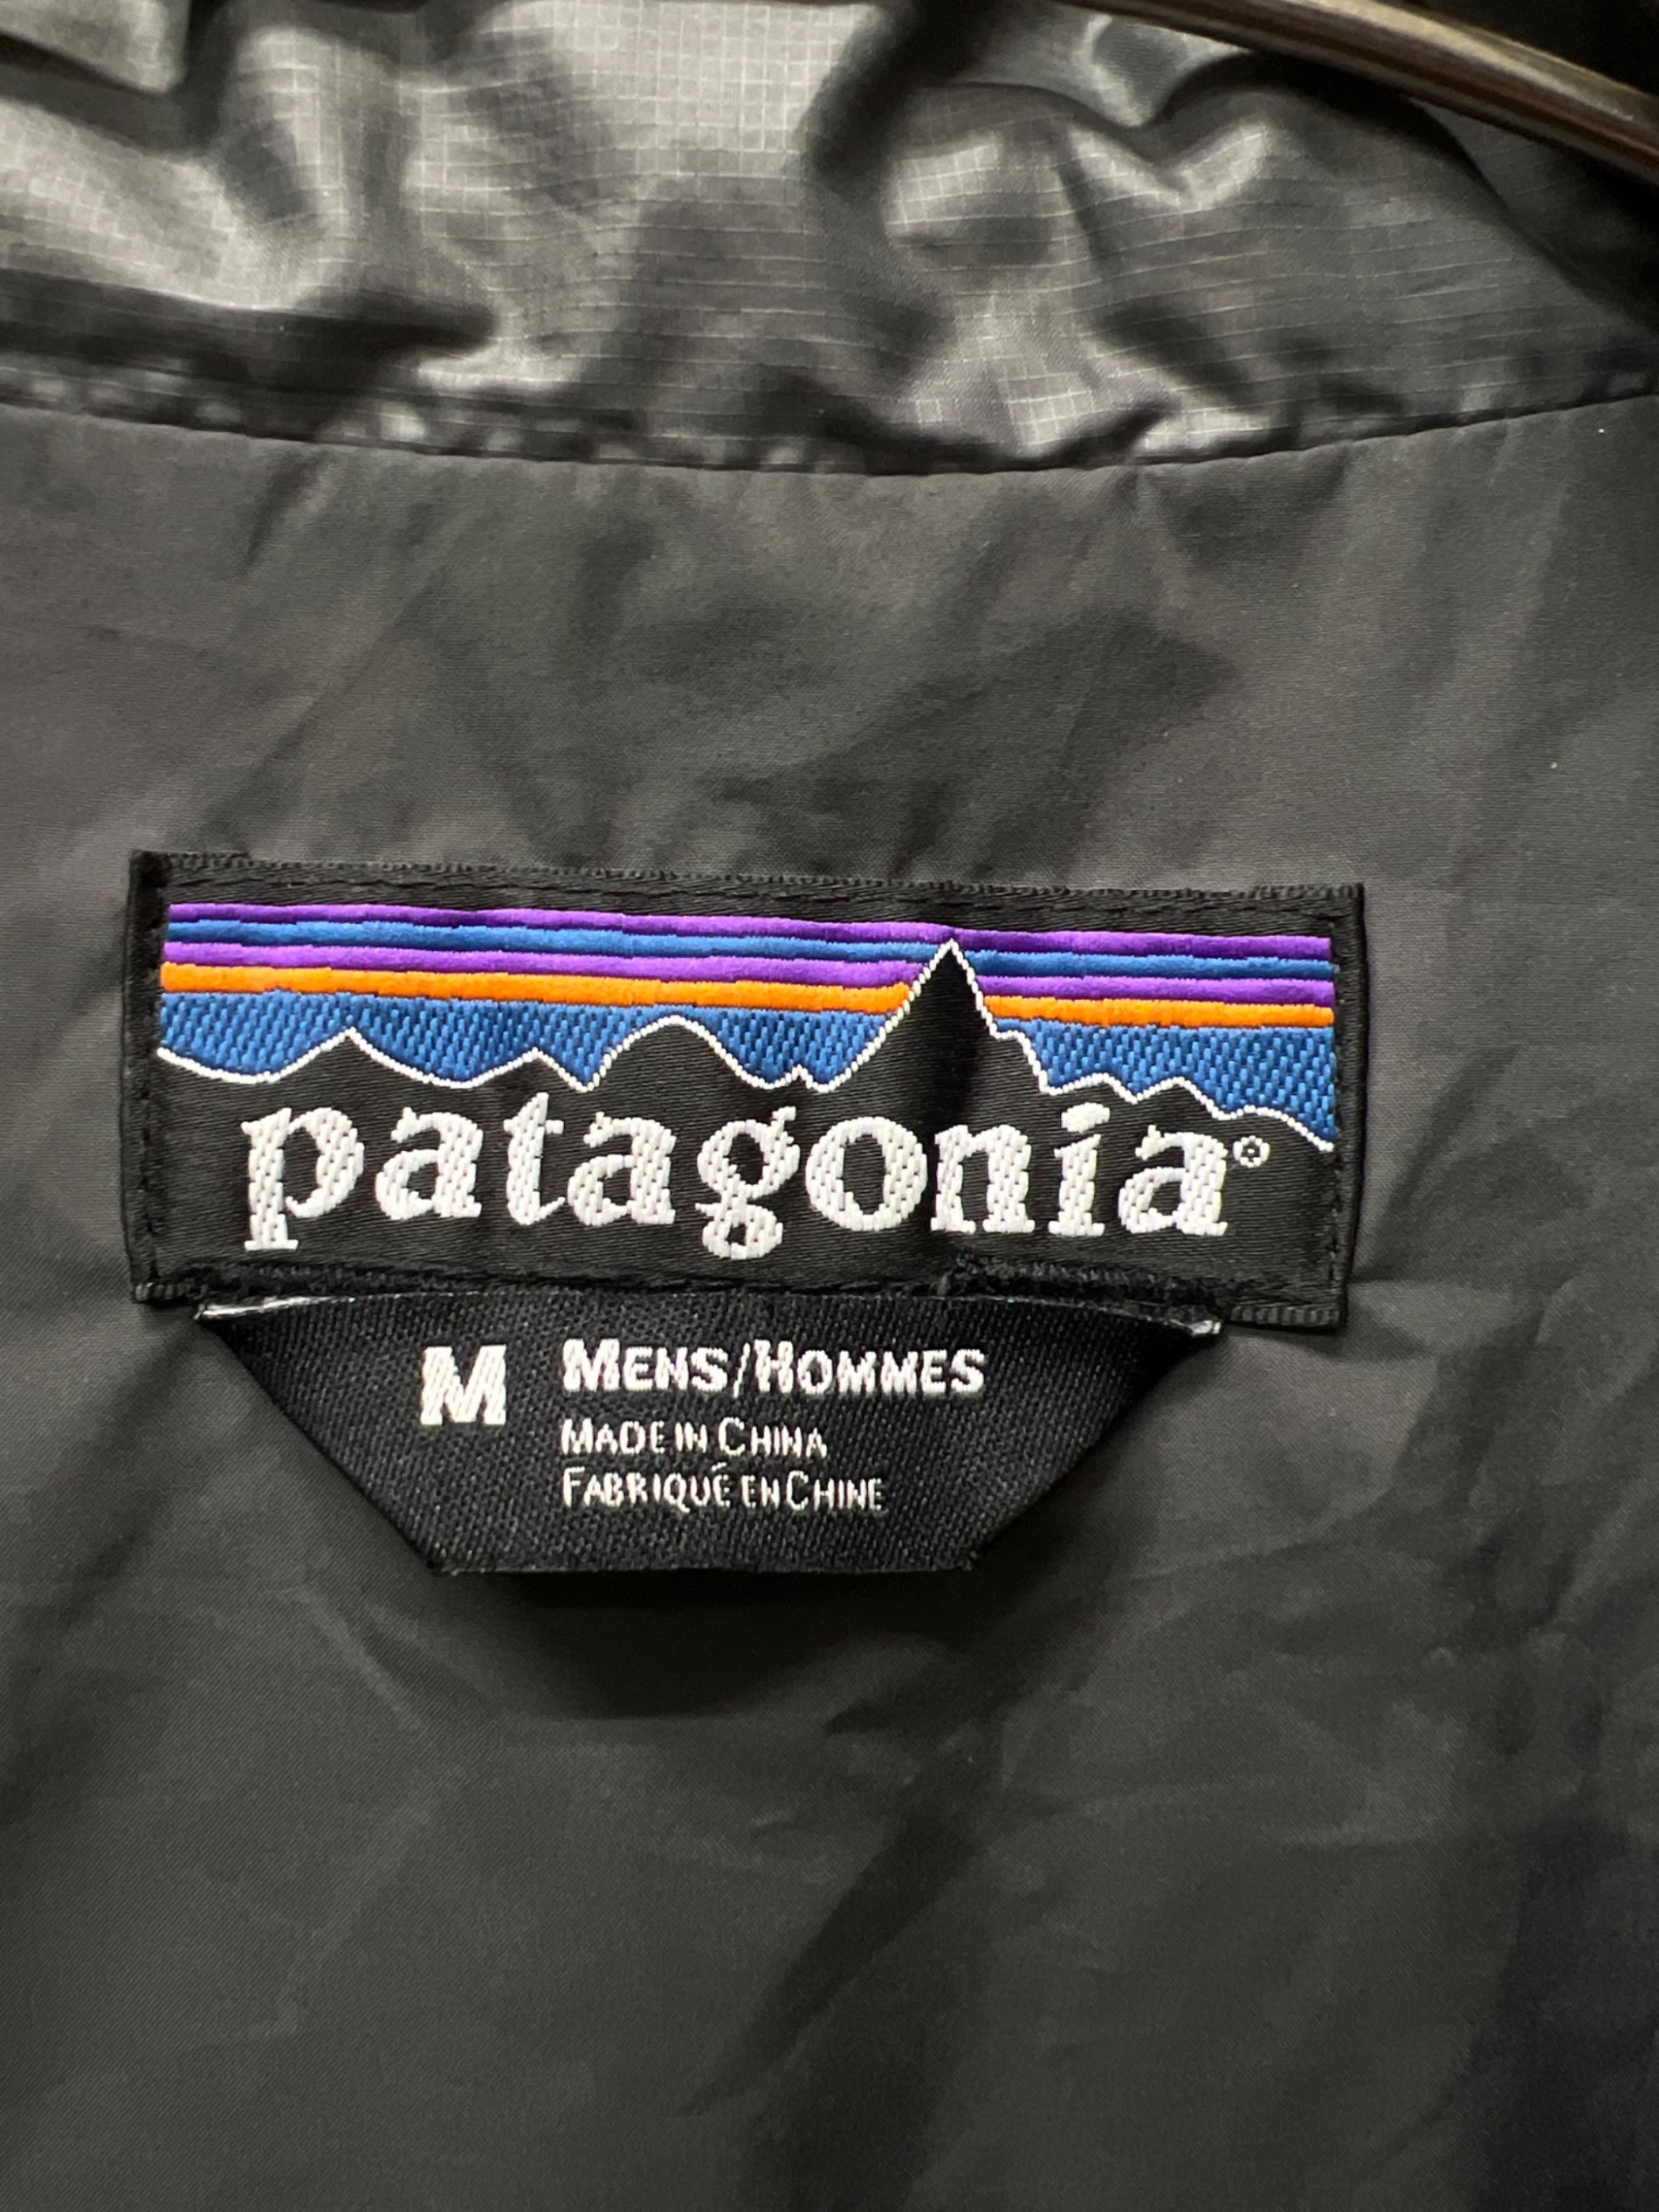 patagonia®
M MENS/HOMMES
MADE IN CHINA
FABRIQUÉ EN CHINE